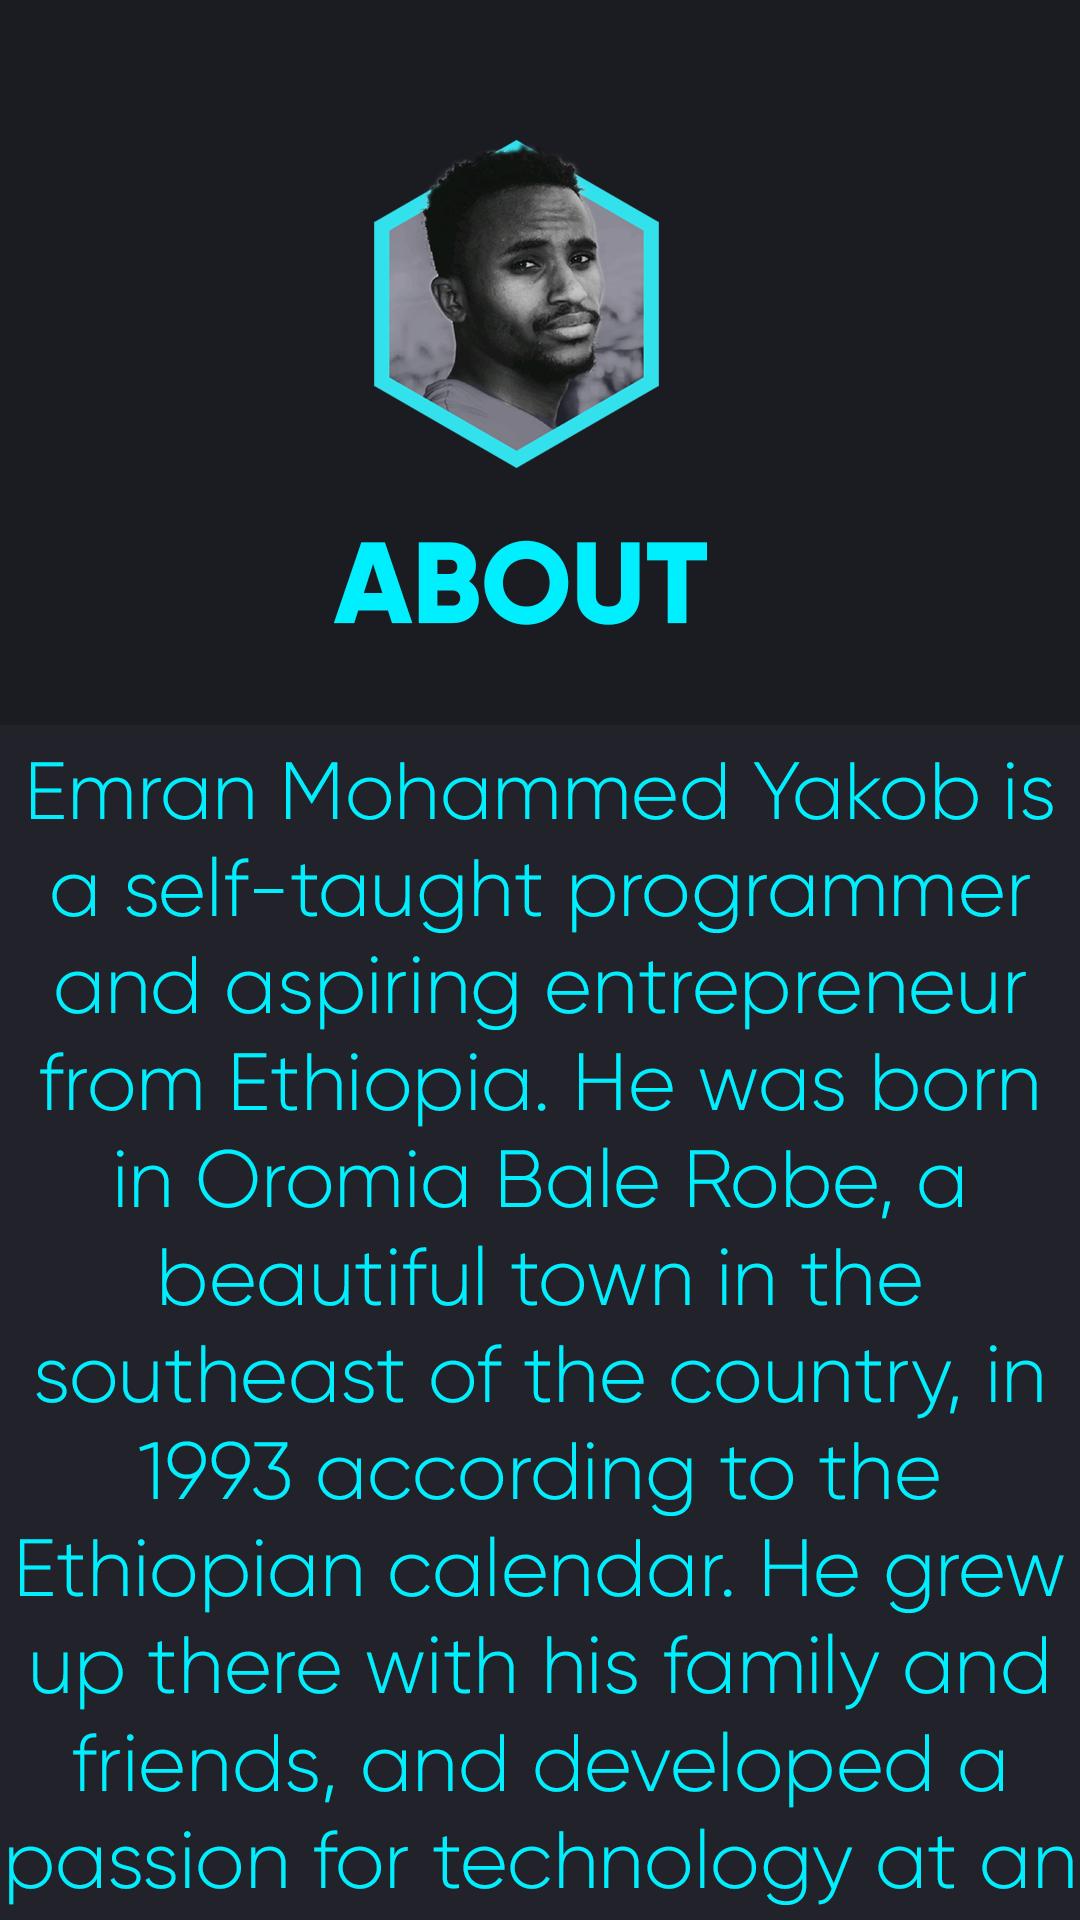 ABOUT
Emran Mohammed Yakob is
a self-taught programmer
and aspiring entrepreneur
from Ethiopia. He was born
in Oromia Bale Robe, a
beautiful town in the
southeast of the country, in
1993 according to the
Ethiopian calendar. He grew
up there with his family and
friends, and developed a
passion for technology at an